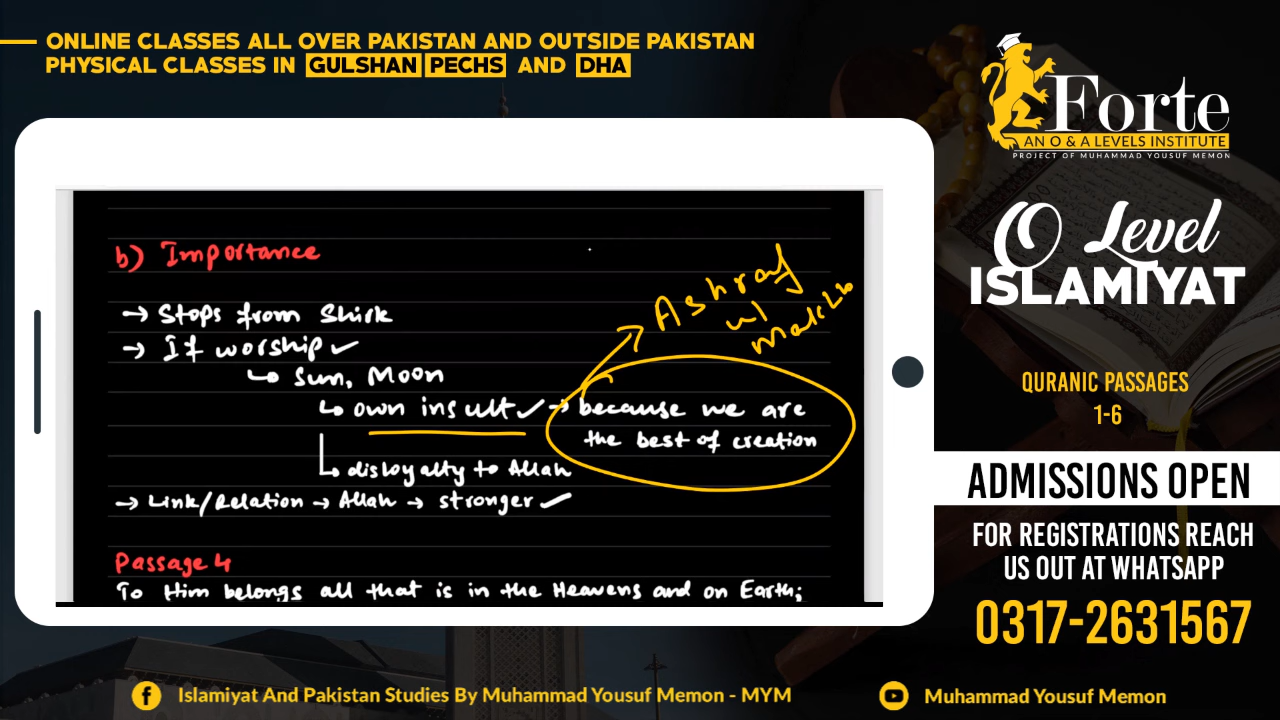 ONLINE CLASSES ALL OVER PAKISTAN AND OUTSIDE PAKISTAN
PHYSICAL CLASSES IN GULSHAN PECHS AND DHA
Forte
AN O & A LEVELS INSTITUTE
PROJECT OF MUHAMMAD YOUSUF MEMON
O Level
ISLAMIYAT
QURANIC PASSAGES
1-6
ADMISSIONS OPEN
FOR REGISTRATIONS REACH
US OUT AT WHATSAPP
0317-2631567
b) Importance
→ Stops from Shirk
→ If worship ✓
↳ Sun, Moon
↳ own insult ✓ → because we are
the best of creation
Ashraf
ul
↳ disloyalty to Allah
→ Link/Relation → Allah → stronger ✓
Passage 4
To Him belongs all that is in the Heavens and on Earth;
Islamiyat And Pakistan Studies By Muhammad Yousuf Memon - MYM
Muhammad Yousuf Memon